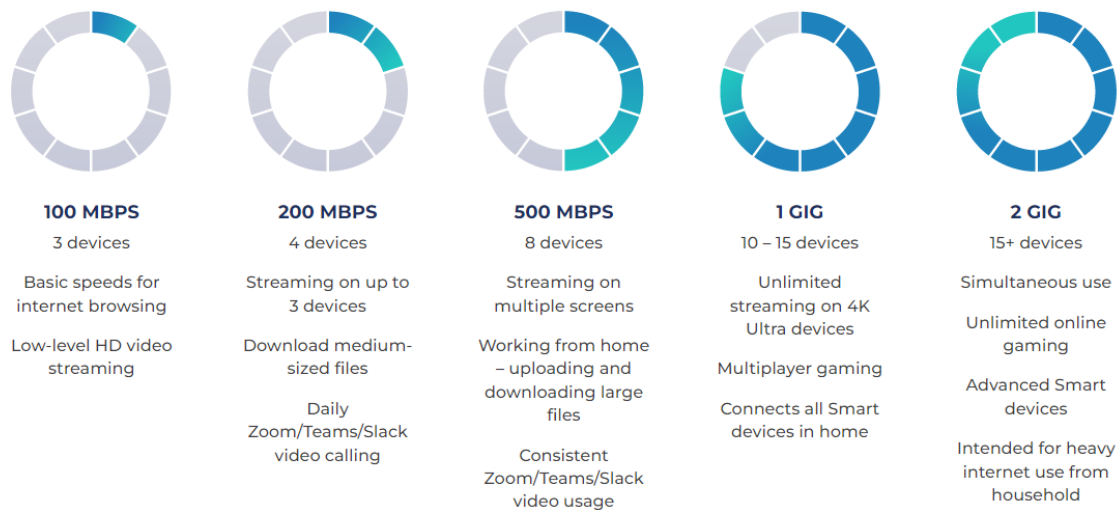 100 MBPS
3 devices
Basic speeds for
internet browsing
Low-level HD video
streaming
200 MBPS
4 devices
Streaming on up to
3 devices
Download medium-
sized files
Daily
Zoom/Teams/Slack
video calling
500 MBPS
8 devices
Streaming on
multiple screens
Working from home
– uploading and
downloading large
files
Consistent
Zoom/Teams/Slack
video usage
1 GIG
10 – 15 devices
Unlimited
streaming on 4K
Ultra devices
Multiplayer gaming
Connects all Smart
devices in home
2 GIG
15+ devices
Simultaneous use
Unlimited online
gaming
Advanced Smart
devices
Intended for heavy
internet use from
household